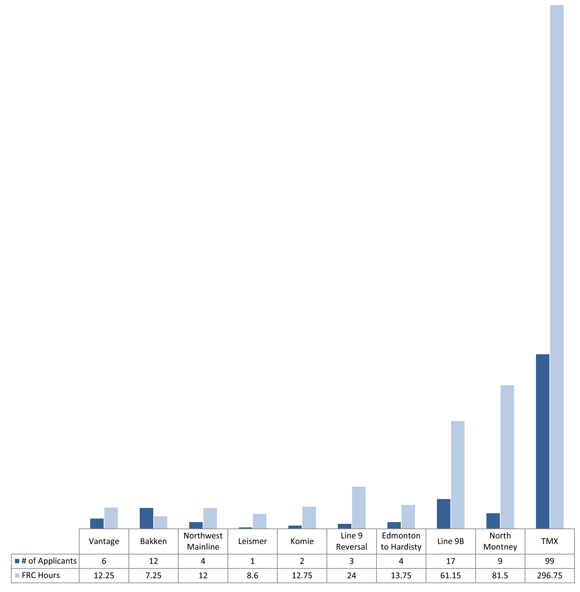 Vantage Bakken Northwest Mainline Leismer Komie Line 9 Reversal Edmonton to Hardisty Line 9B North Montney TMX
# of Applicants 6 12 4 1 2 3 4 17 9 99
FRC Hours 12.25 7.25 12 8.6 12.75 24 13.75 61.15 81.5 296.75